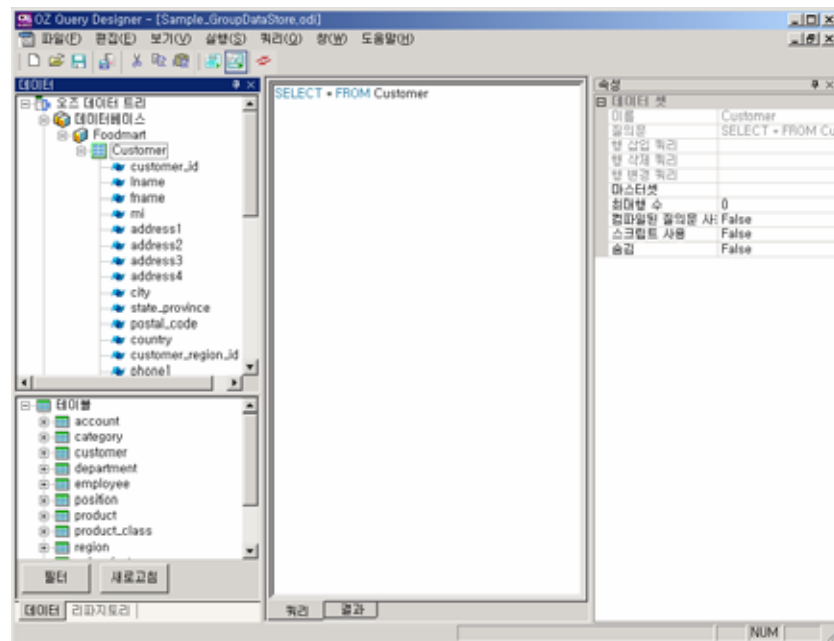 OZ Query Designer - [Sample_GroupDataStore.odi]
파일(F) 편집(E) 보기(V) 실행(S) 쿼리(Q) 창(W) 도움말(H)
데이터
오즈 데이터 트리
데이터베이스
Foodmart
Customer
customer_id
lname
fname
mi
address1
address2
address3
address4
city
state_province
postal_code
country
customer_region_id
phone1
테이블
account
category
customer
department
employee
position
product
product_class
region
필터 새로고침
데이터 리파지토리
SELECT * FROM Customer
쿼리 결과
속성
데이터 셋
이름 Customer
질의문 SELECT * FROM Cu
행 삽입 쿼리
행 삭제 쿼리
행 변경 쿼리
마스터셋
최대행 수 0
컴파일된 질의문 사 False
스크립트 사용 False
숨김 False
NUM